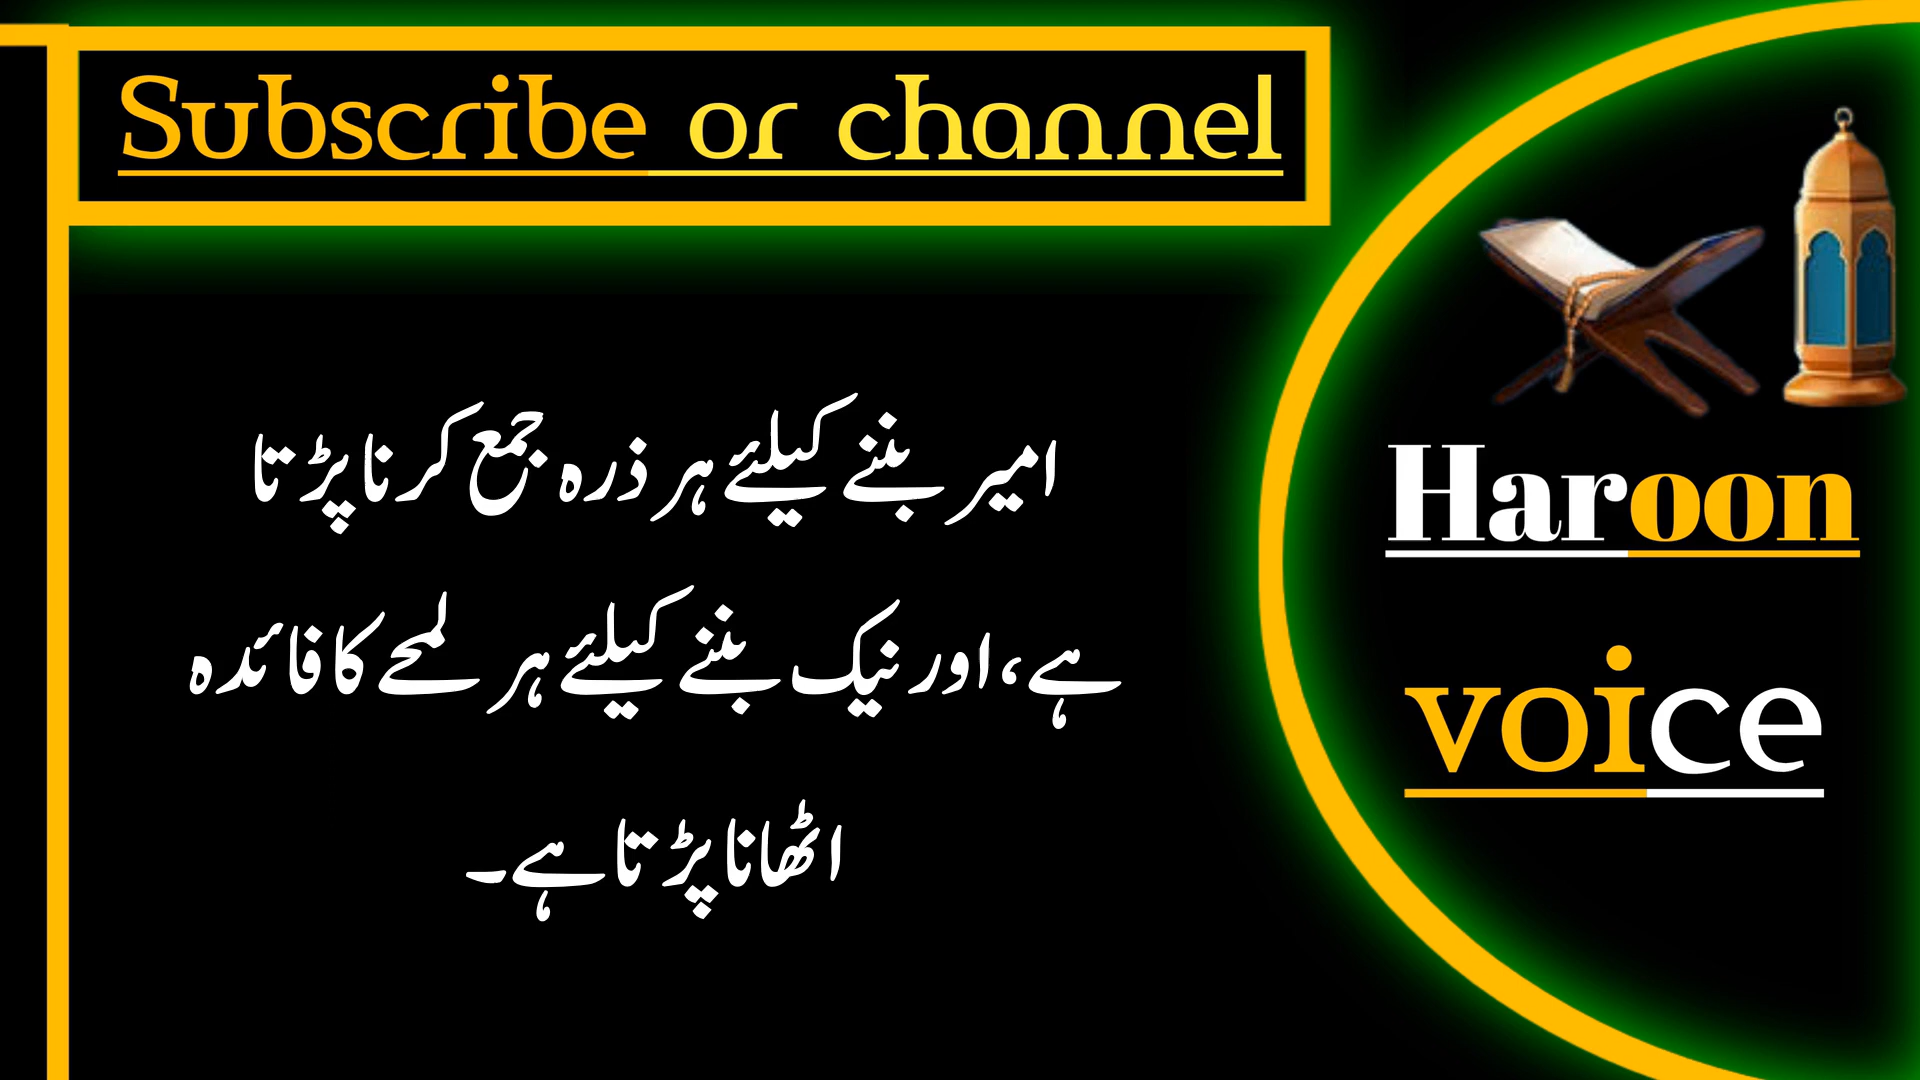 Subscribe or channel
امیر بننے کیلئے ہر ذرہ جمع کرنا پڑتا
ہے، اور نیک بننے کیلئے ہر لمحے کا فائدہ
اٹھانا پڑتا ہے۔
Haroon
voice